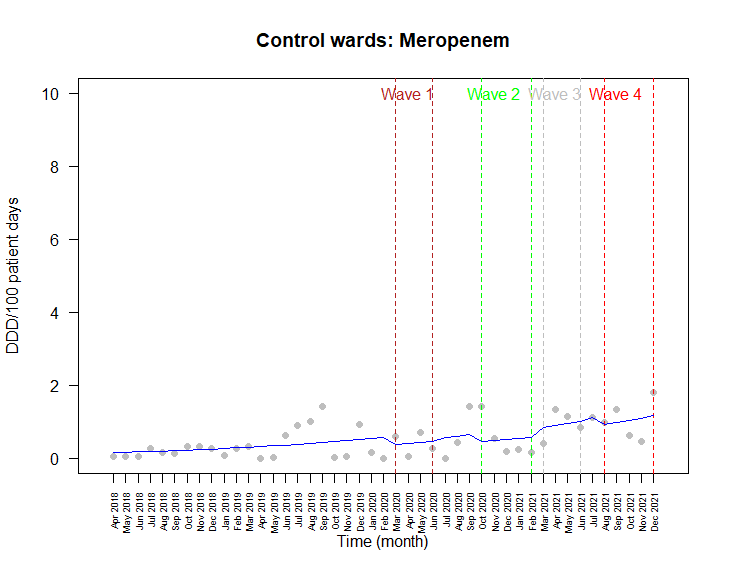 Control wards: Meropenem
Wave 1 Wave 2 Wave 3 Wave 4
10
8
6
4
2
0
DDD/100 patient days
Apr 2018
May 2018
Jun 2018
Jul 2018
Aug 2018
Sep 2018
Oct 2018
Nov 2018
Dec 2018
Jan 2019
Feb 2019
Mar 2019
Apr 2019
May 2019
Jun 2019
Jul 2019
Aug 2019
Sep 2019
Oct 2019
Nov 2019
Dec 2019
Jan 2020
Feb 2020
Mar 2020
Apr 2020
May 2020
Jun 2020
Jul 2020
Aug 2020
Sep 2020
Oct 2020
Nov 2020
Dec 2020
Jan 2021
Feb 2021
Mar 2021
Apr 2021
May 2021
Jun 2021
Jul 2021
Aug 2021
Sep 2021
Oct 2021
Nov 2021
Dec 2021
Time (month)